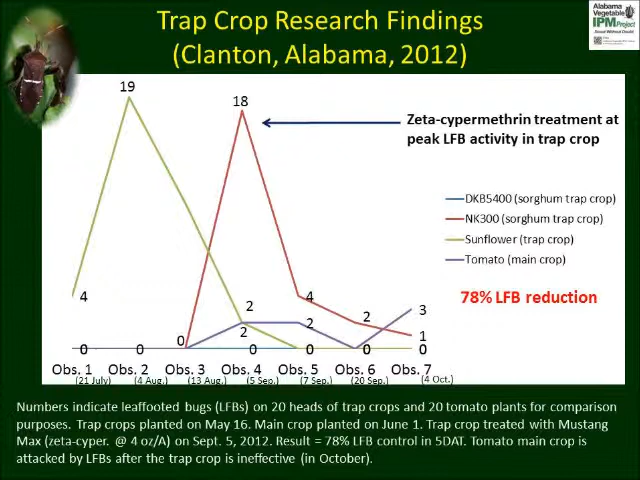 Trap Crop Research Findings
(Clanton, Alabama, 2012)
Alabama
Vegetable
IPM Project
19
18
Zeta-cypermethrin treatment at
peak LFB activity in trap crop
DKB5400 (sorghum trap crop)
NK300 (sorghum trap crop)
Sunflower (trap crop)
Tomato (main crop)
78% LFB reduction
4
4
2
2
3
2
2
1
0
0
0
0
0
0
0
Obs. 1
Obs. 2
Obs. 3
Obs. 4
Obs. 5
Obs. 6
Obs. 7
(21 July)
(4 Aug.)
(13 Aug.)
(5 Sep.)
(7 Sep.)
(20 Sep.)
(4 Oct.)
Numbers indicate leaffooted bugs (LFBs) on 20 heads of trap crops and 20 tomato plants for comparison
purposes. Trap crops planted on May 16. Main crop planted on June 1. Trap crop treated with Mustang
Max (zeta-cyper. @ 4 oz/A) on Sept. 5, 2012. Result = 78% LFB control in 5DAT. Tomato main crop is
attacked by LFBs after the trap crop is ineffective (in October).